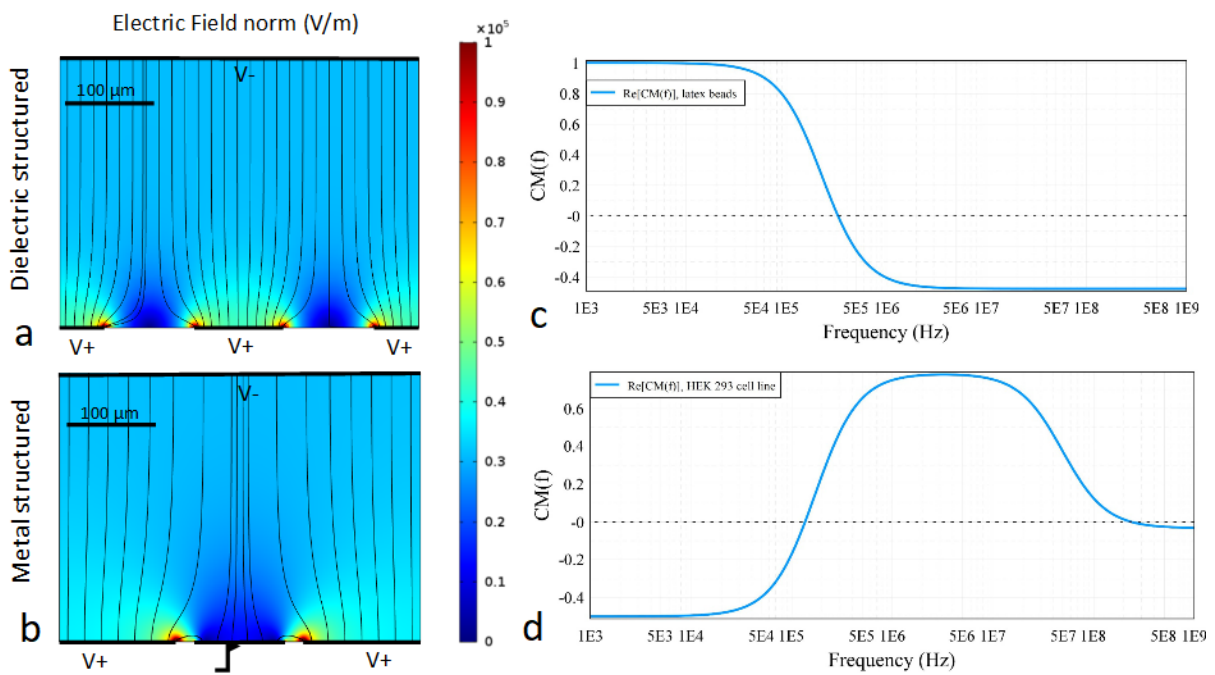 Electric Field norm (V/m)
×10⁵
Dielectric structured
V-
100 µm
1
0.9
0.8
0.7
0.6
0.5
0.4
0.3
0.2
0.1
0
a
V+
V+
V+
Metal structured
V-
100 µm
b
V+
V+
CM(f)
1
0.8
0.6
0.4
0.2
-0
-0.2
-0.4
Re[CM(f)], latex beads
1E3 5E3 1E4 5E4 1E5 5E5 1E6 5E6 1E7 5E7 1E8 5E8 1E9
c
Frequency (Hz)
CM(f)
0.6
0.4
0.2
-0
-0.2
-0.4
Re[CM(f)], HEK 293 cell line
1E3 5E3 1E4 5E4 1E5 5E5 1E6 5E6 1E7 5E7 1E8 5E8 1E9
d
Frequency (Hz)